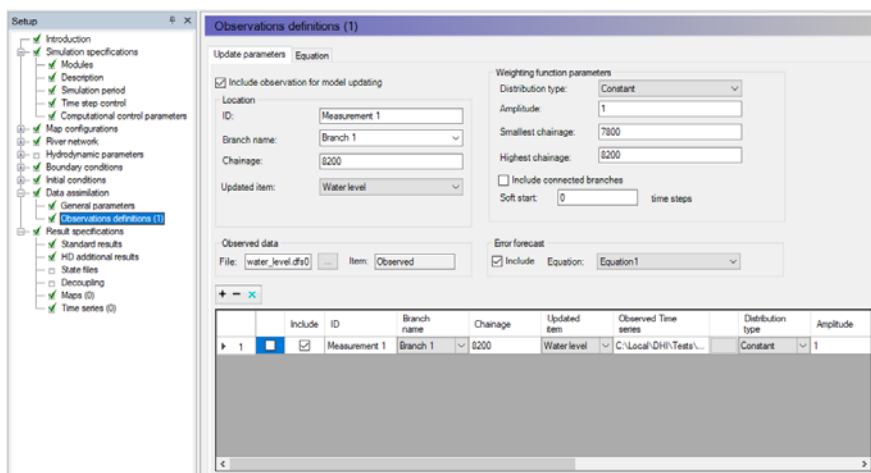 Setup
Introduction
Simulation specifications
Modules
Description
Simulation period
Time step control
Computational control parameters
Map configurations
River network
Hydrodynamic parameters
Boundary conditions
Initial conditions
Data assimilation
General parameters
Observations definitions (1)
Result specifications
Standard results
HD additional results
State files
Decoupling
Maps (0)
Time series (0)
Observations definitions (1)
Update parameters Equation
Include observation for model updating
Location
ID: Measurement 1
Branch name: Branch 1
Chainage: 8200
Updated item: Water level
Weighting function parameters
Distribution type: Constant
Amplitude: 1
Smallest chainage: 7800
Highest chainage: 8200
Include connected branches
Soft start: 0 time steps
Observed data
File: water_level.dfs0 ... Item: Observed
Error forecast
Include Equation: Equation1
Include ID Branch name Chainage Updated item Observed Time series Distribution type Amplitude
1 Measurement 1 Branch 1 8200 Water level C:\Local\DHI\Tests\... Constant 1